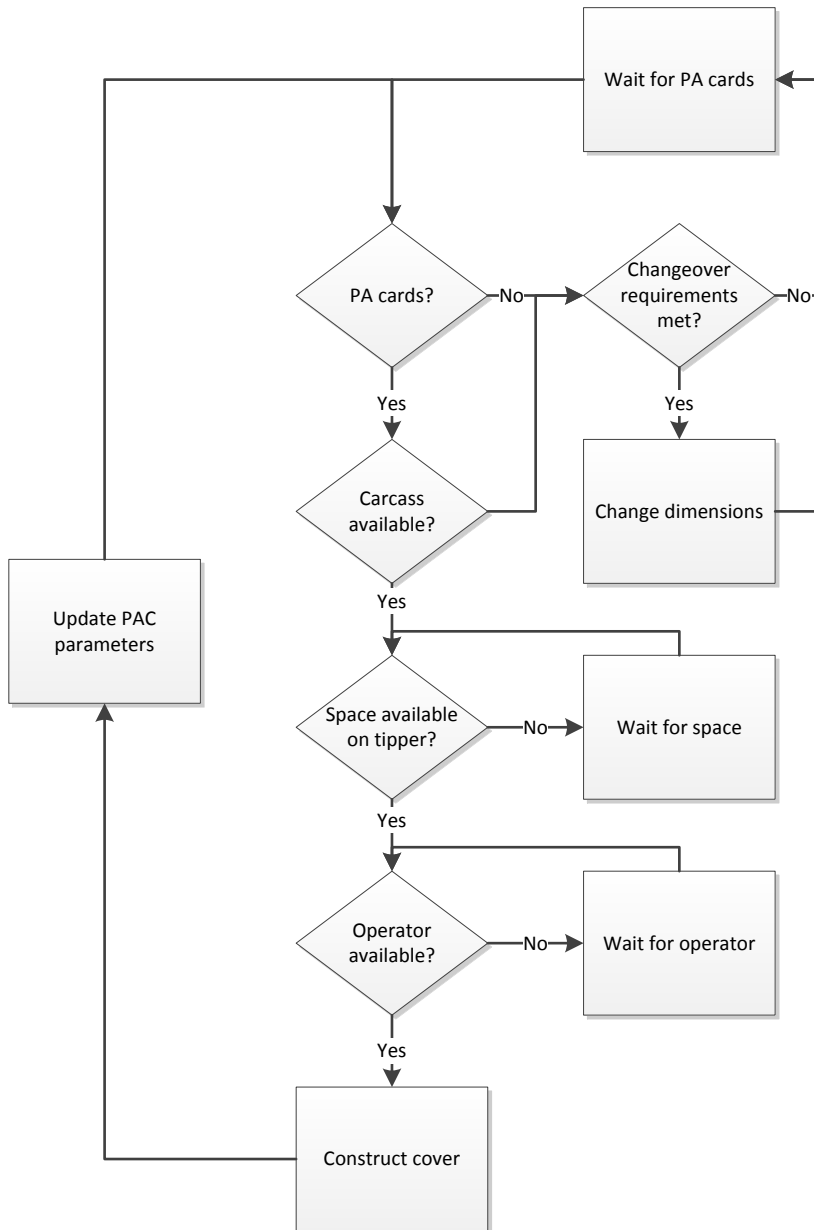 Wait for PA cards
PA cards?
No
Changeover
requirements
met?
No
Yes
Yes
Carcass
available?
Change dimensions
Yes
Update PAC
parameters
Space available
on tipper?
No
Wait for space
Yes
Operator
available?
No
Wait for operator
Yes
Construct cover